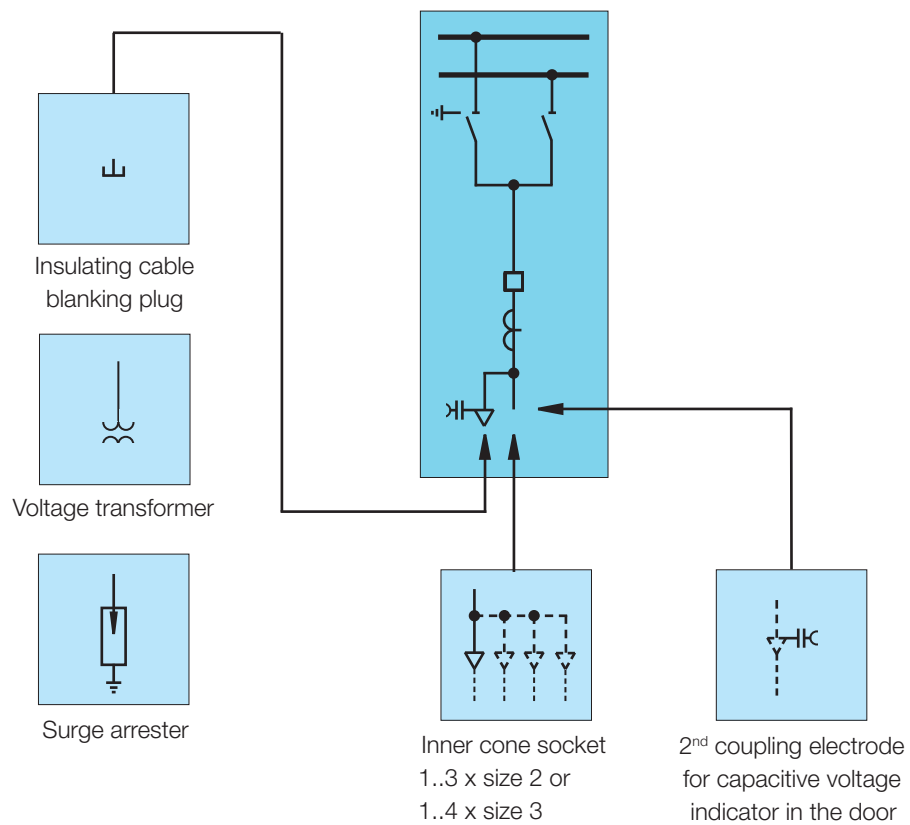 Insulating cable
blanking plug
Voltage transformer
Surge arrester
Inner cone socket
1..3 x size 2 or
1..4 x size 3
2nd coupling electrode
for capacitive voltage
indicator in the door